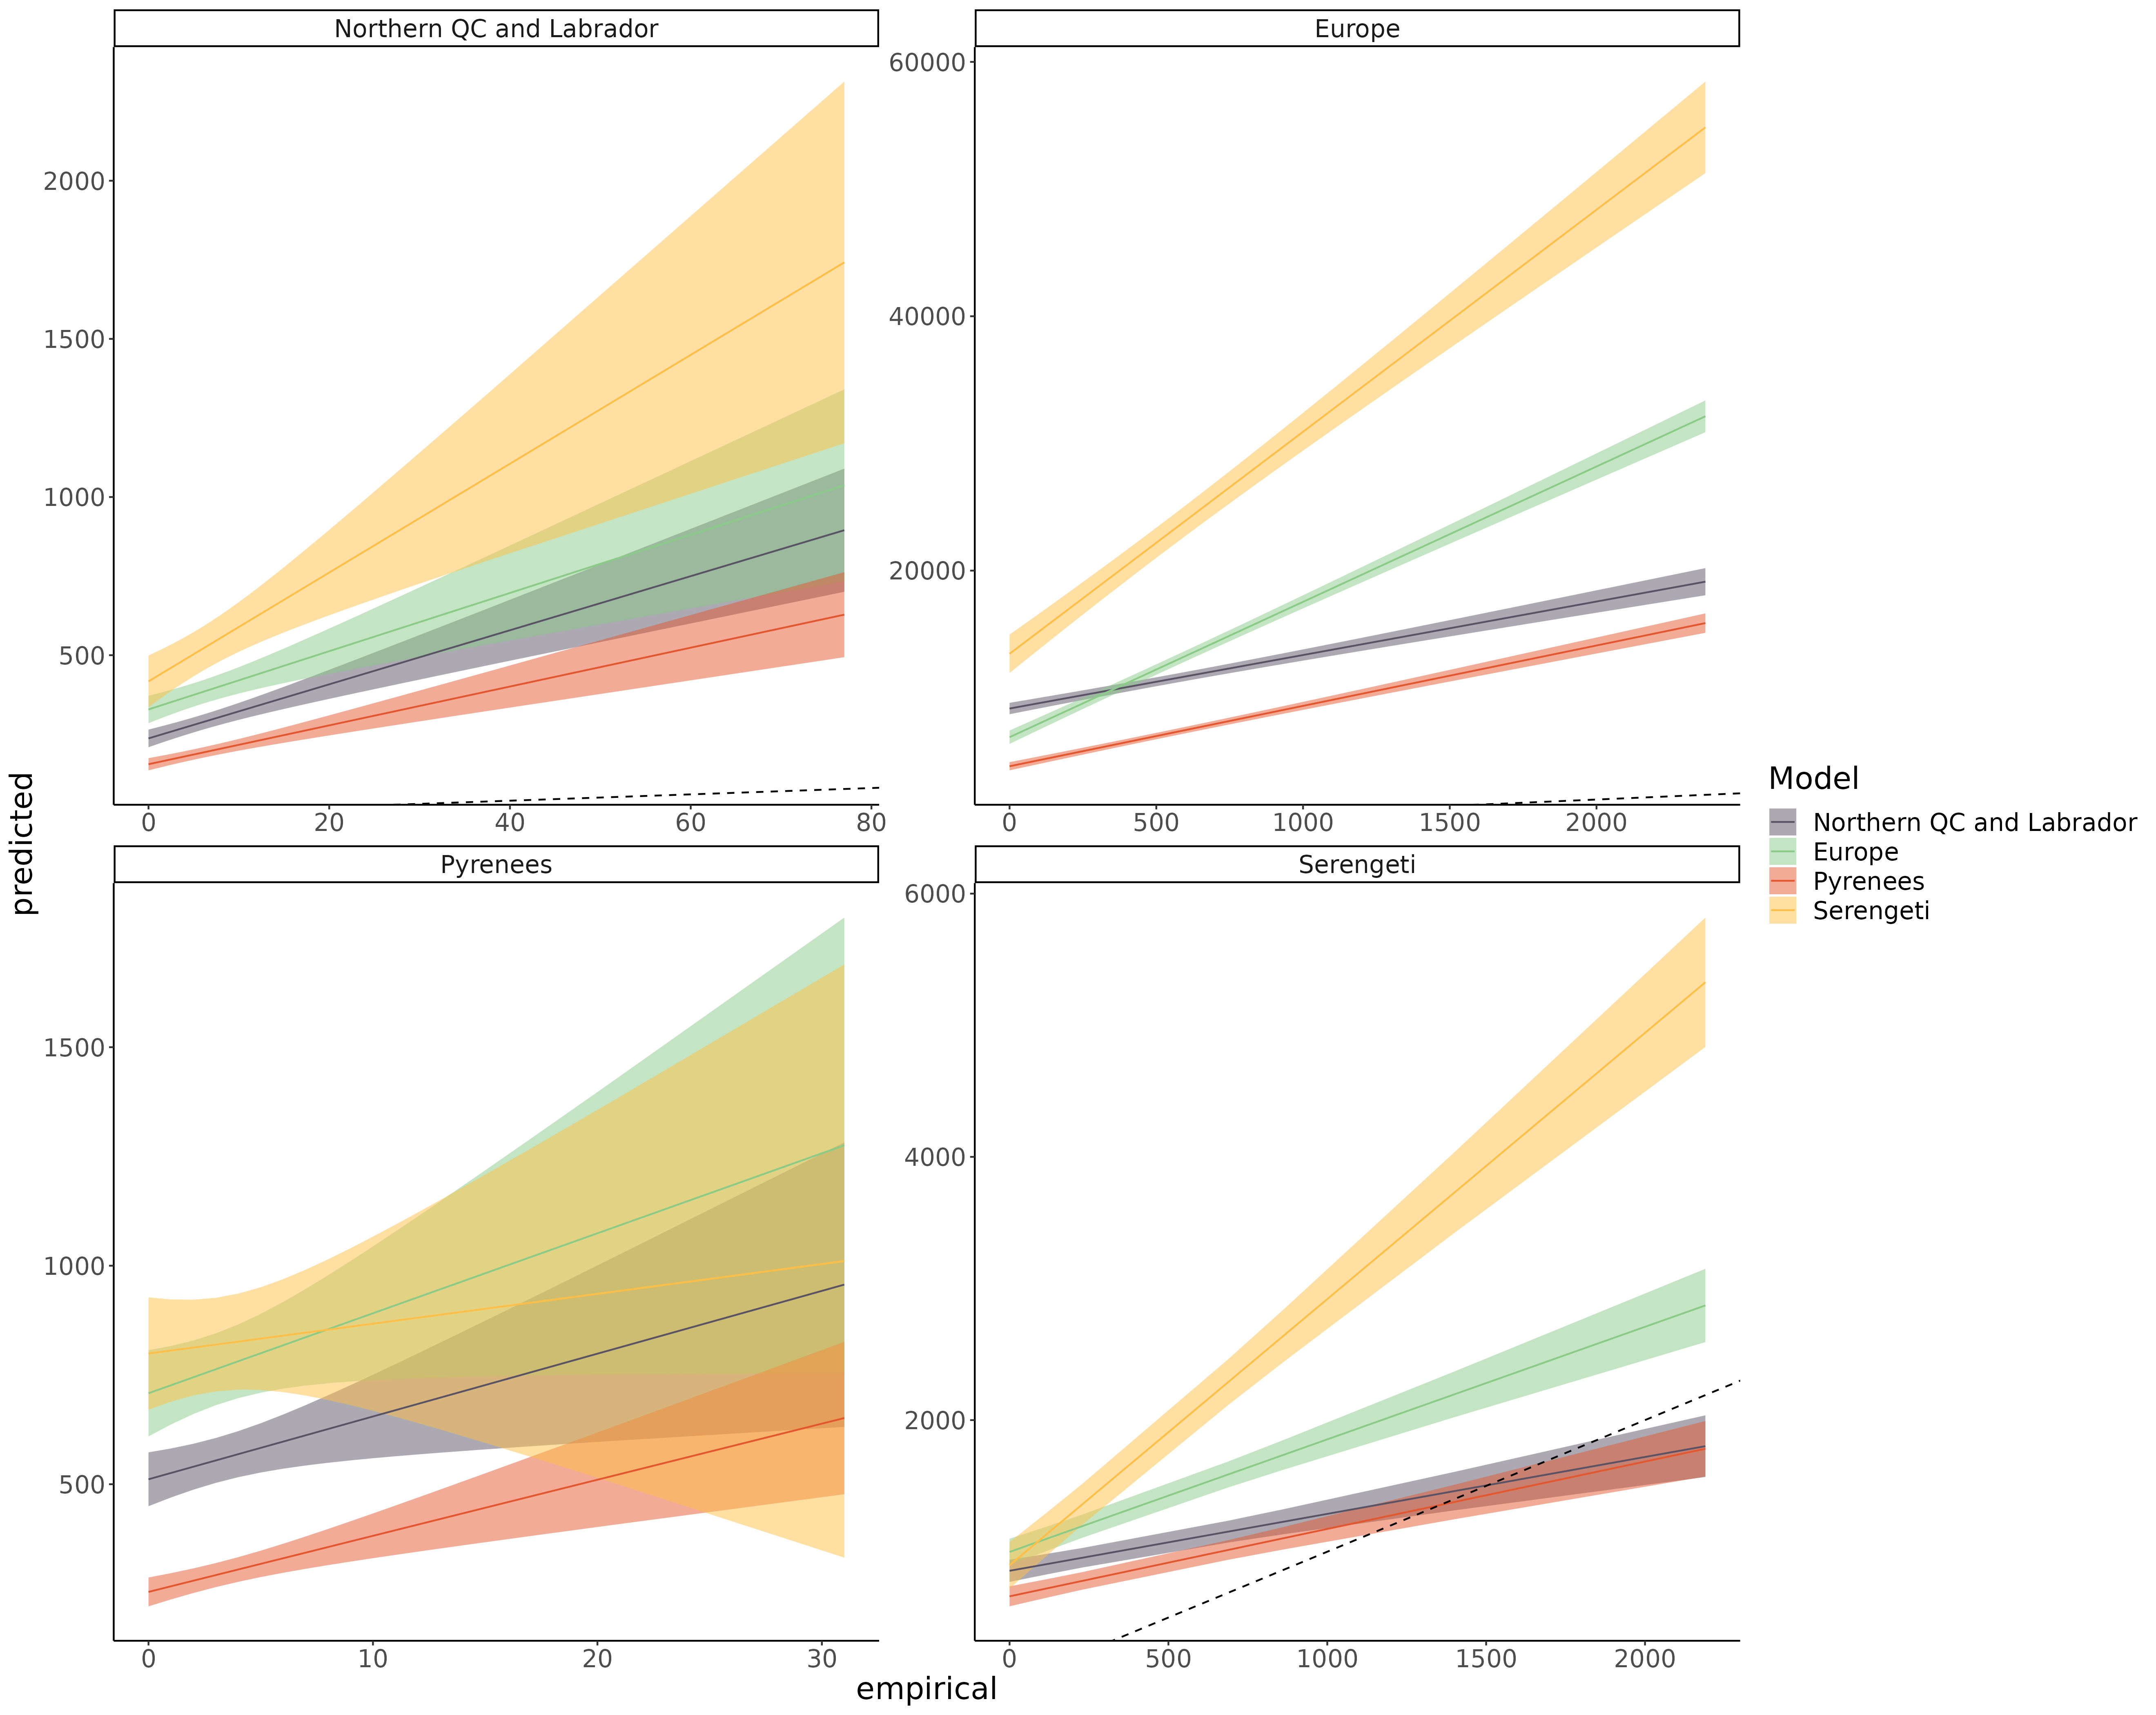 Northern QC and Labrador
Europe
2000
1500
1000
500
0 20 40 60 80
60000
40000
20000
0 500 1000 1500 2000
Pyrenees
Serengeti
1500
1000
500
0 10 20 30
6000
4000
2000
0 500 1000 1500 2000
predicted
empirical
Model
Northern QC and Labrador
Europe
Pyrenees
Serengeti